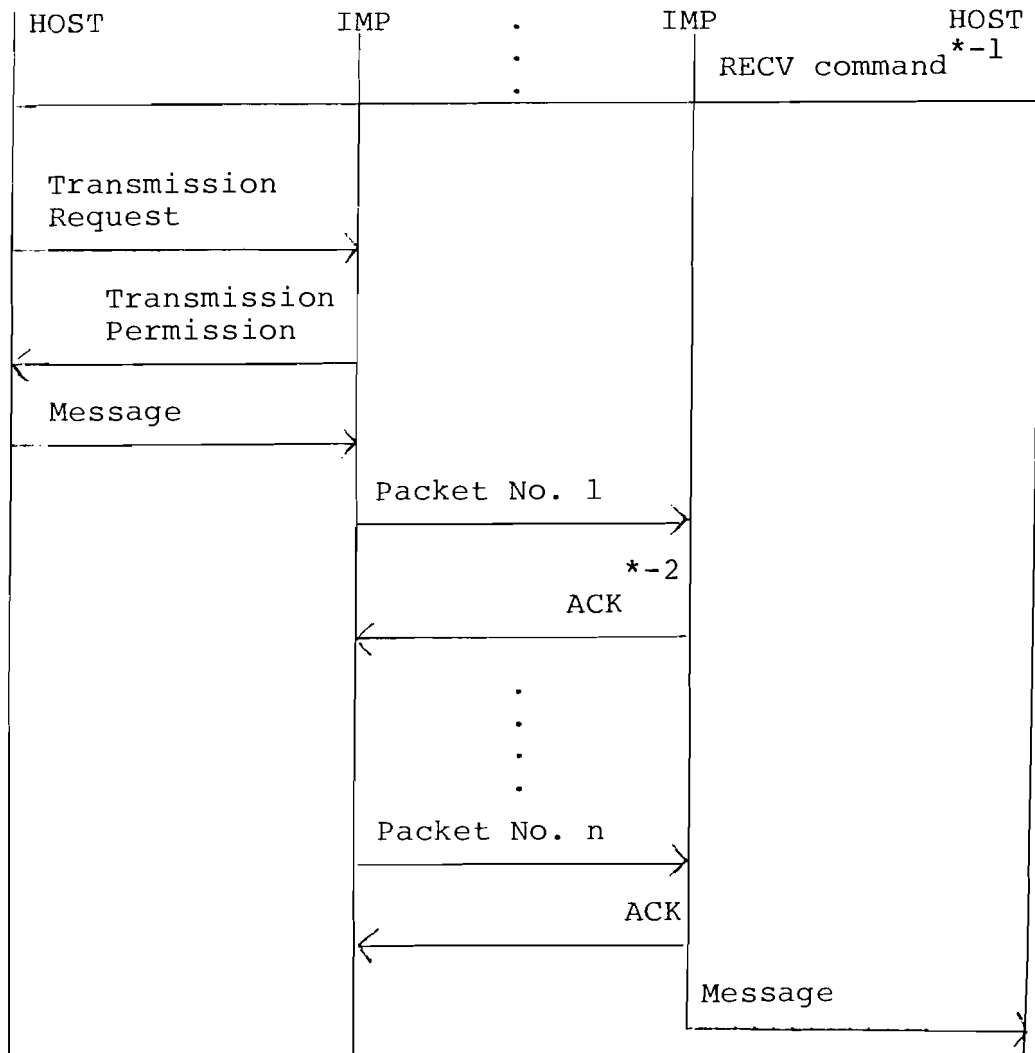 HOST IMP . IMP HOST
.
RECV command*-1
.
Transmission
Request
Transmission
Permission
Message
Packet No. 1
*-2
ACK
.
.
.
.
Packet No. n
ACK
Message